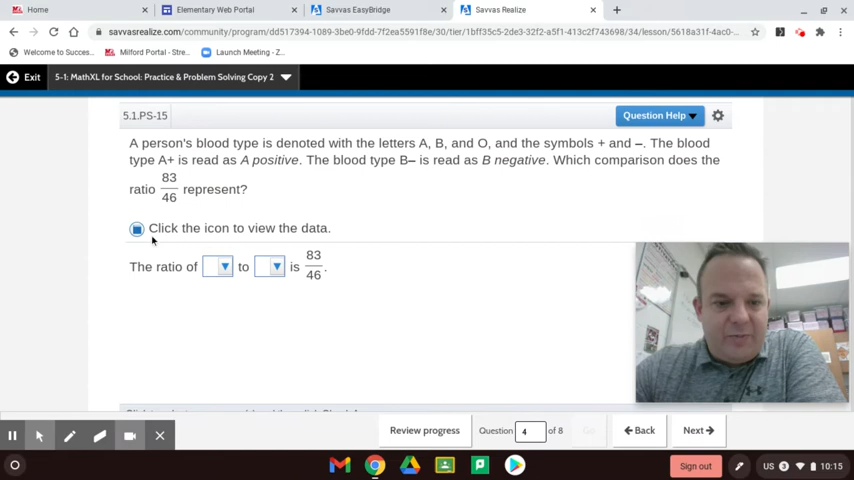 Home
Elementary Web Portal
Savvas EasyBridge
Savvas Realize
savvasrealize.com/community/program/dd517394-1089-3be0-9fdd-7f2ea5591f8e/30/tier/1bff35c5-2de3-32f2-a5f1-413c2f743968/34/lesson/5618a31f-4ac0-...
Welcome to Succes...
Milford Portal - Stre...
Launch Meeting - Z...
Exit
5-1: MathXL for School: Practice & Problem Solving Copy 2
5.1.PS-15
Question Help
A person's blood type is denoted with the letters A, B, and O, and the symbols + and –. The blood
type A+ is read as A positive. The blood type B– is read as B negative. Which comparison does the
ratio 83/46 represent?
Click the icon to view the data.
The ratio of to is 83/46.
Review progress
Question 4 of 8
Go
Back
Next
Sign out
US 3 10:15